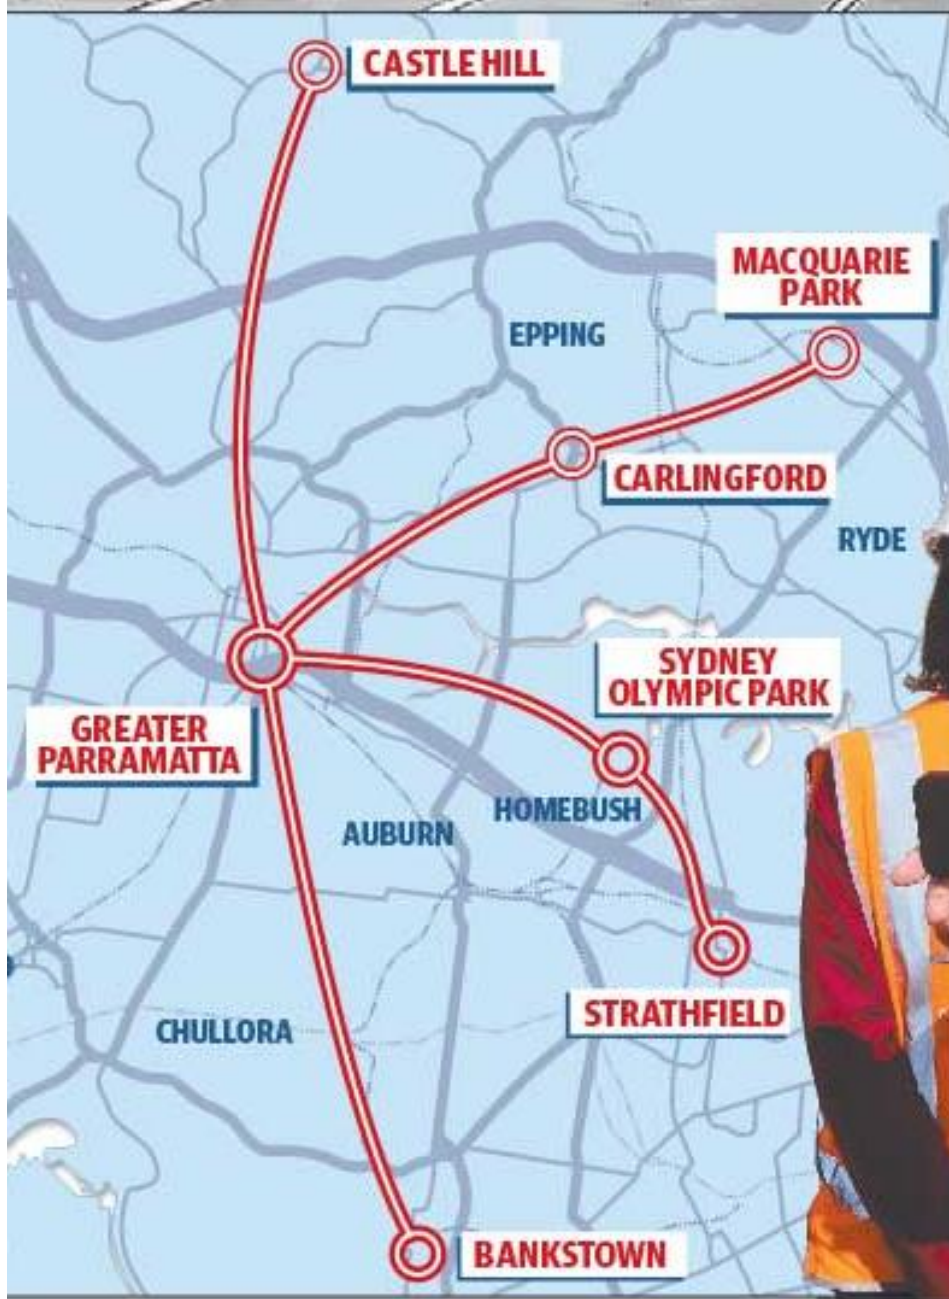 CASTLE HILL
MACQUARIE
PARK
EPPING
CARLINGFORD
RYDE
SYDNEY
OLYMPIC PARK
GREATER
PARRAMATTA
HOMEBUSH
AUBURN
STRATHFIELD
CHULLORA
BANKSTOWN